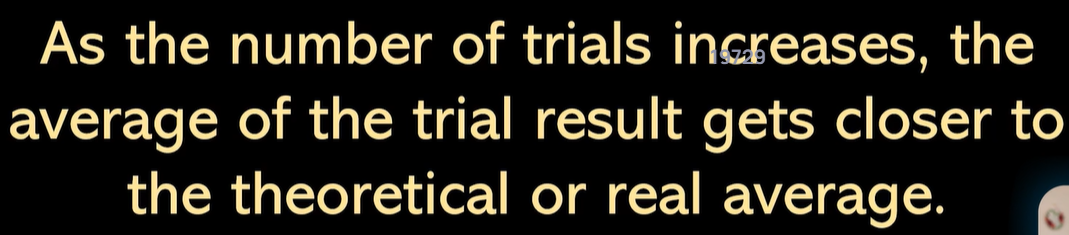 As the number of trials increases, the
19729
average of the trial result gets closer to
the theoretical or real average.